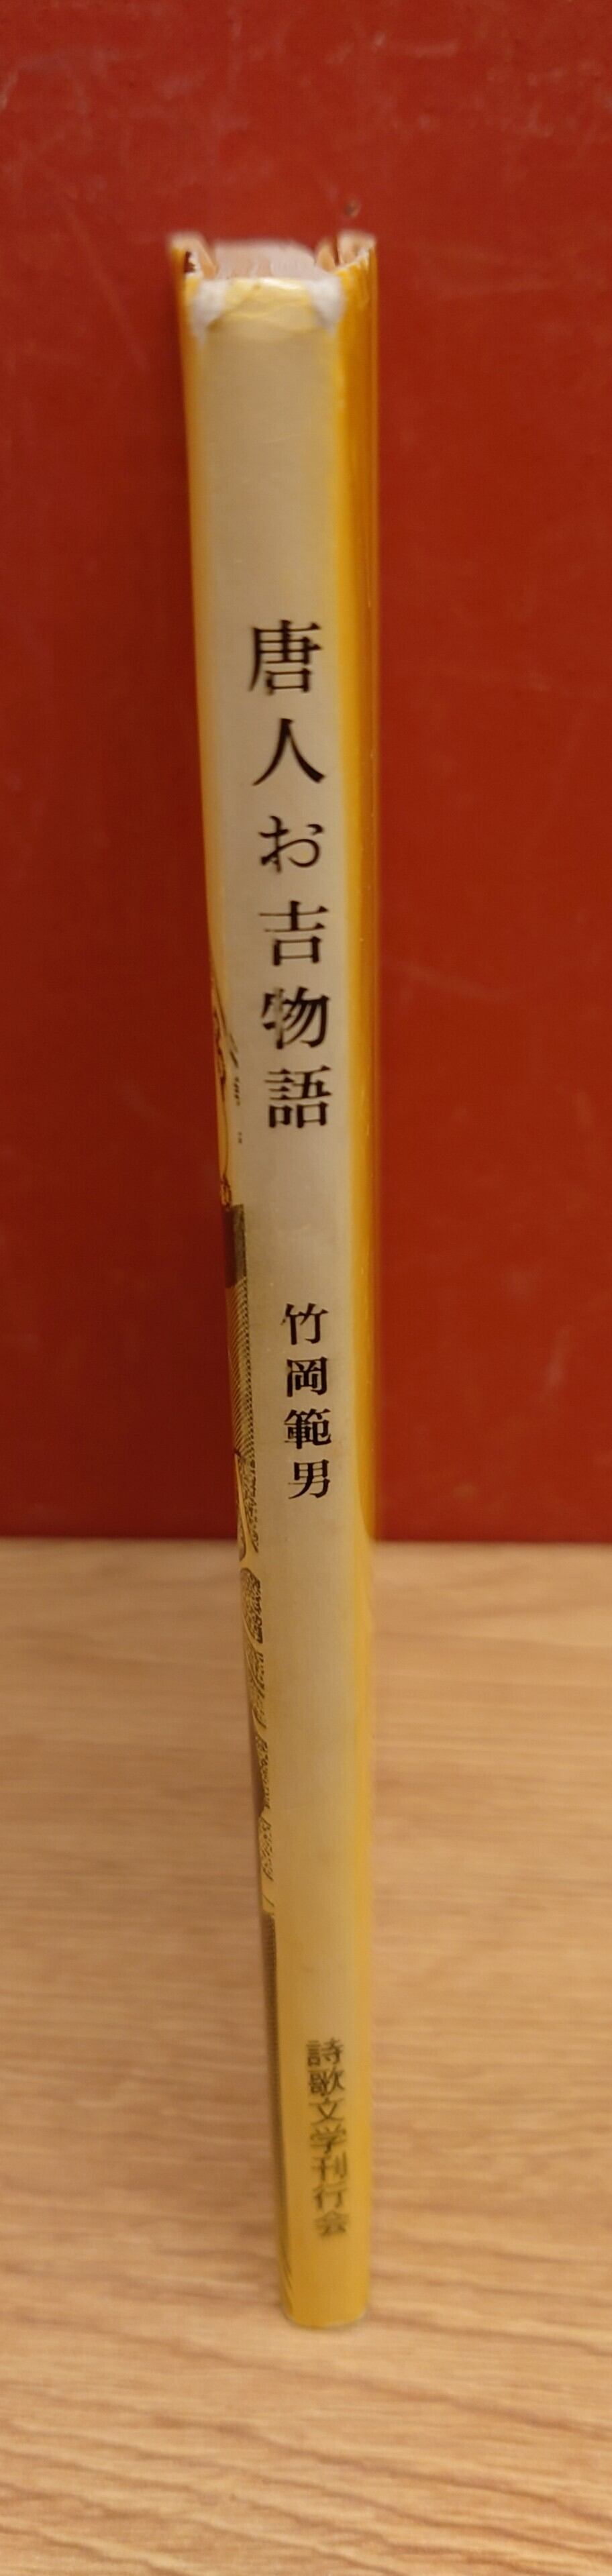 唐人お吉物語
竹岡範男
詩歌文学刊行会